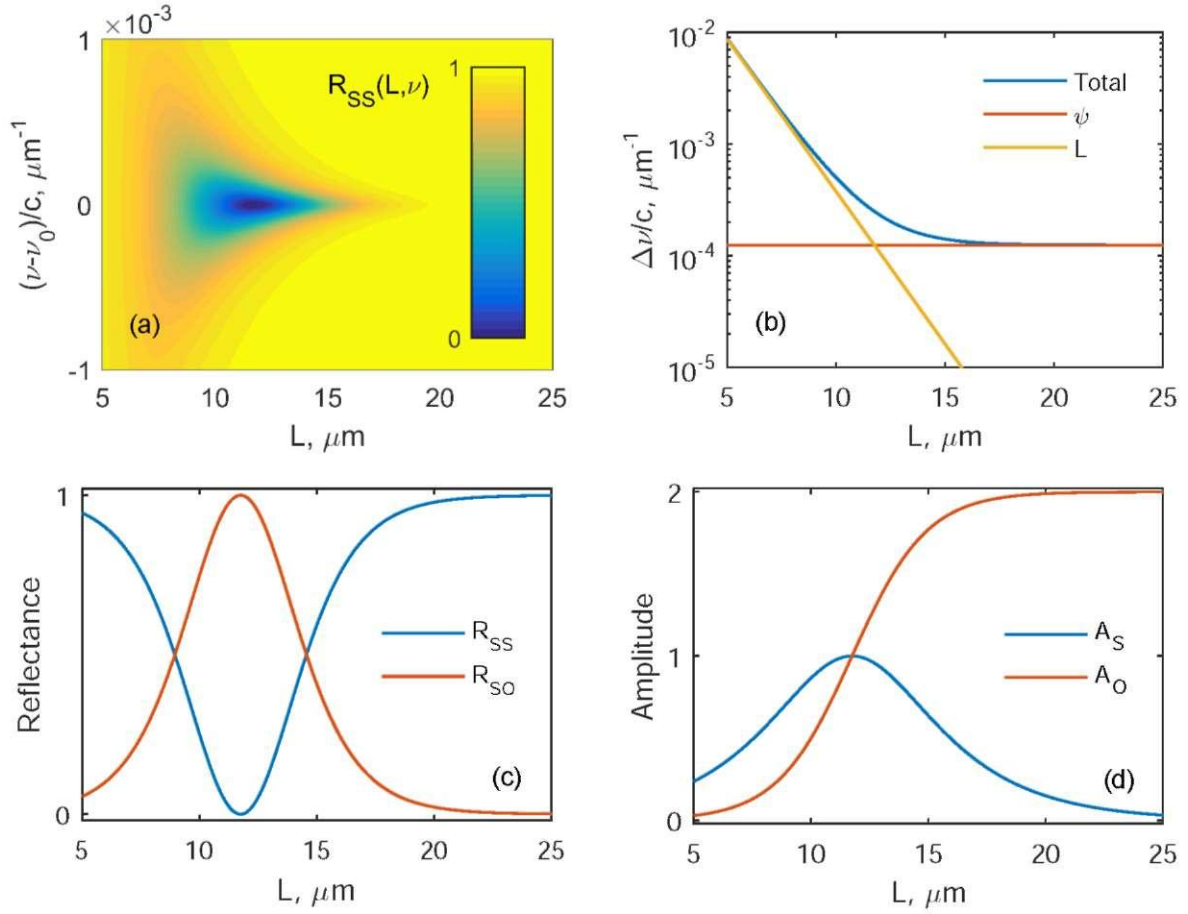 ×10⁻³
1
0
-1
(ν-ν₀)/c, μm⁻¹
R_SS(L,ν)
1
0
(a)
5 10 15 20 25
L, μm
10⁻²
10⁻³
10⁻⁴
10⁻⁵
Δν/c, μm⁻¹
Total
ψ
L
(b)
5 10 15 20 25
L, μm
1
0
Reflectance
R_SS
R_SO
(c)
5 10 15 20 25
L, μm
2
1
0
Amplitude
A_S
A_O
(d)
5 10 15 20 25
L, μm